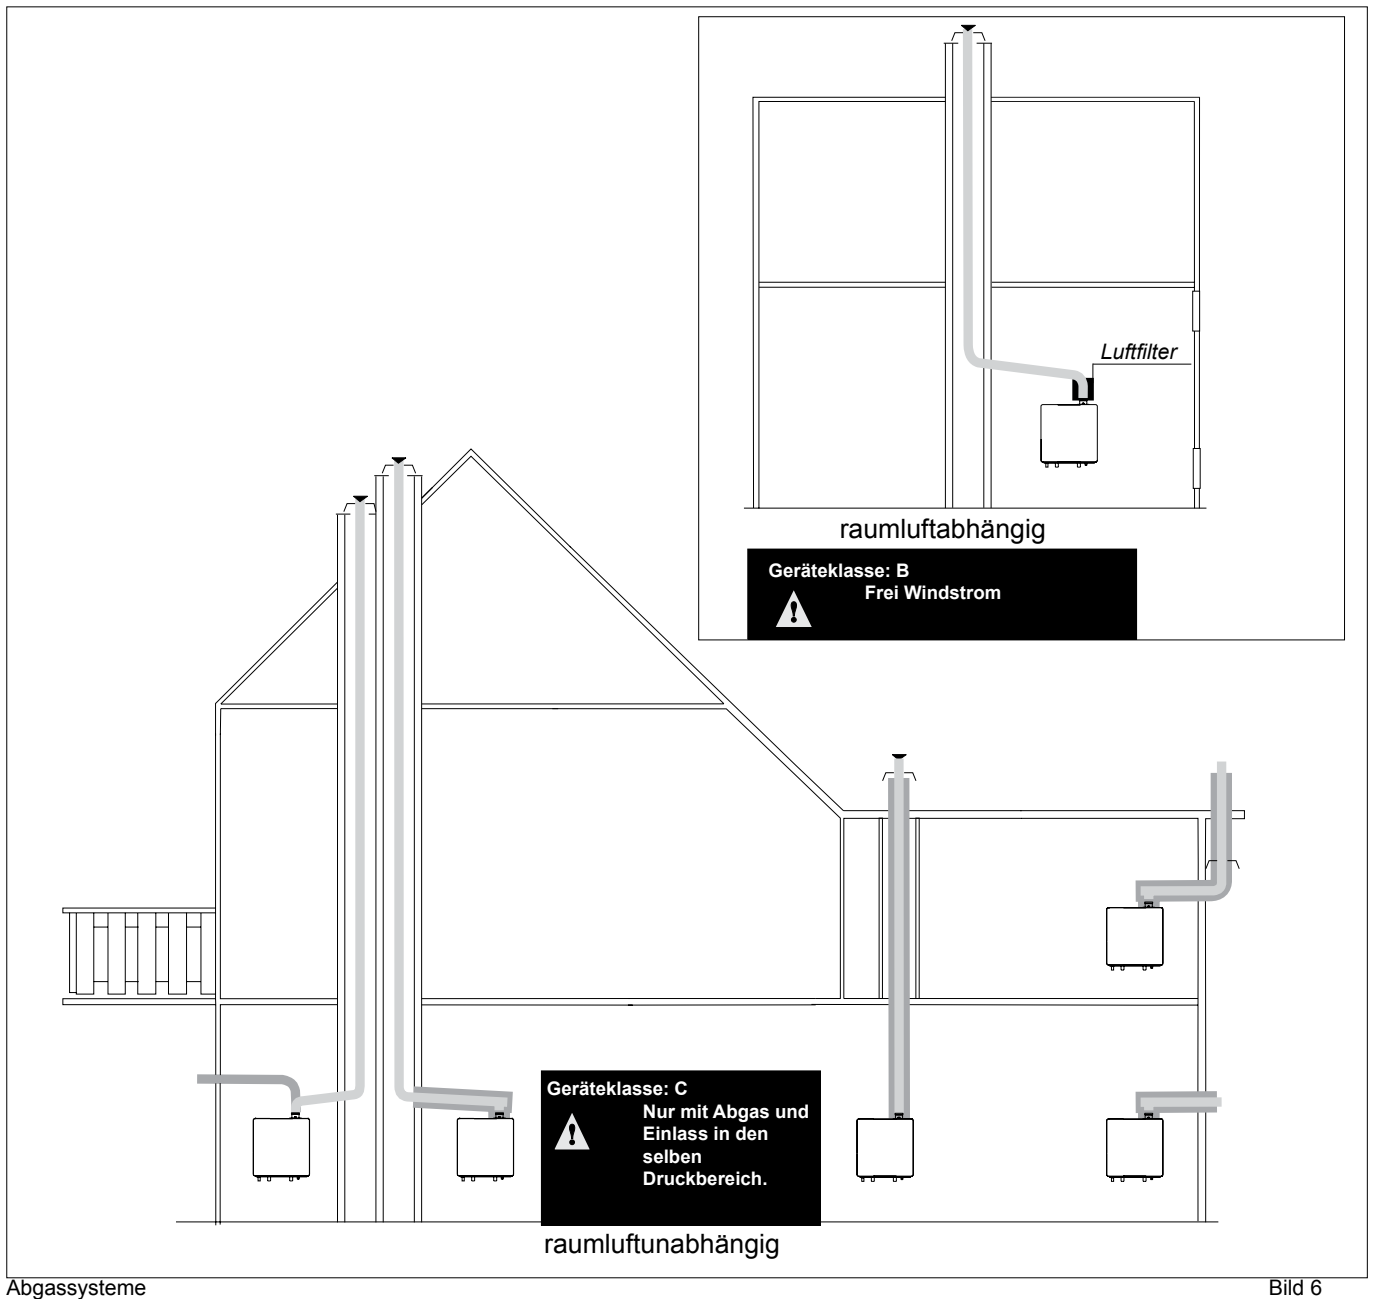 Luftfilter
raumluftabhängig
Geräteklasse: B
Frei Windstrom
Geräteklasse: C
Nur mit Abgas und
Einlass in den
selben
Druckbereich.
raumluftunabhängig
Abgassysteme
Bild 6